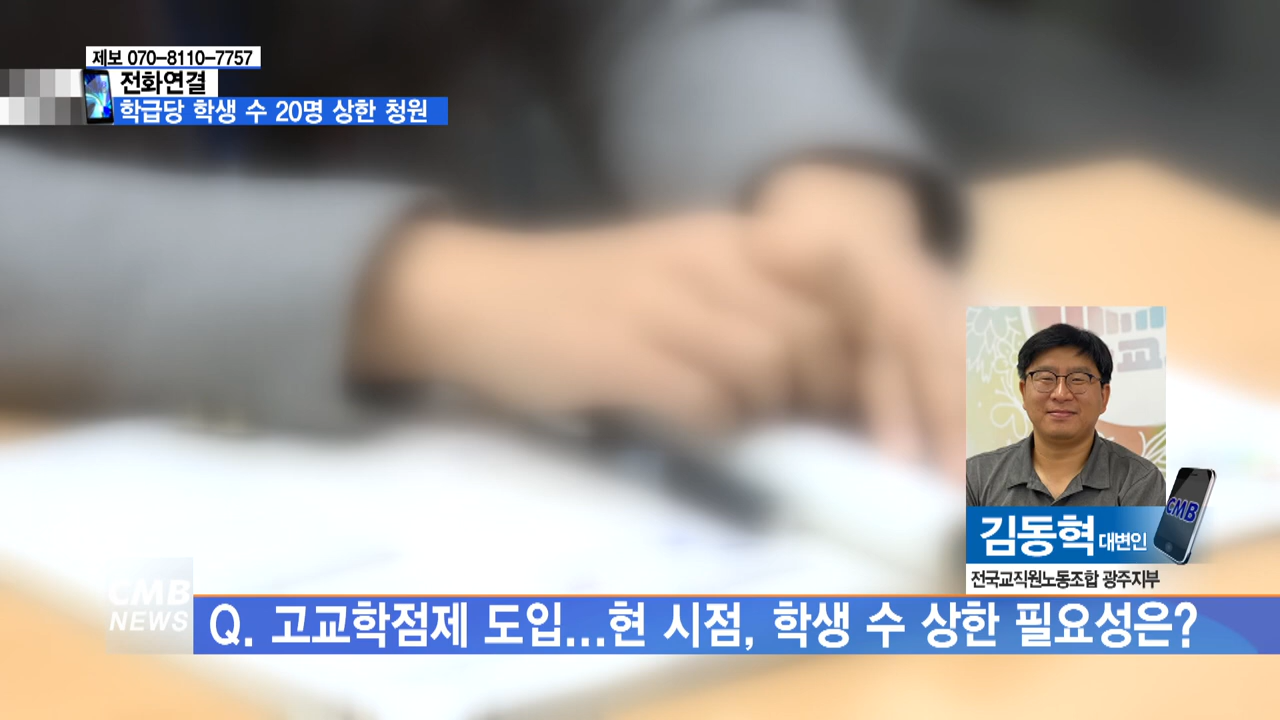 제보 070-8110-7757
전화연결
학급당 학생 수 20명 상한 청원
CMB
김동혁 대변인
전국교직원노동조합 광주지부
CMB
NEWS
Q. 고교학점제 도입...현 시점, 학생 수 상한 필요성은?